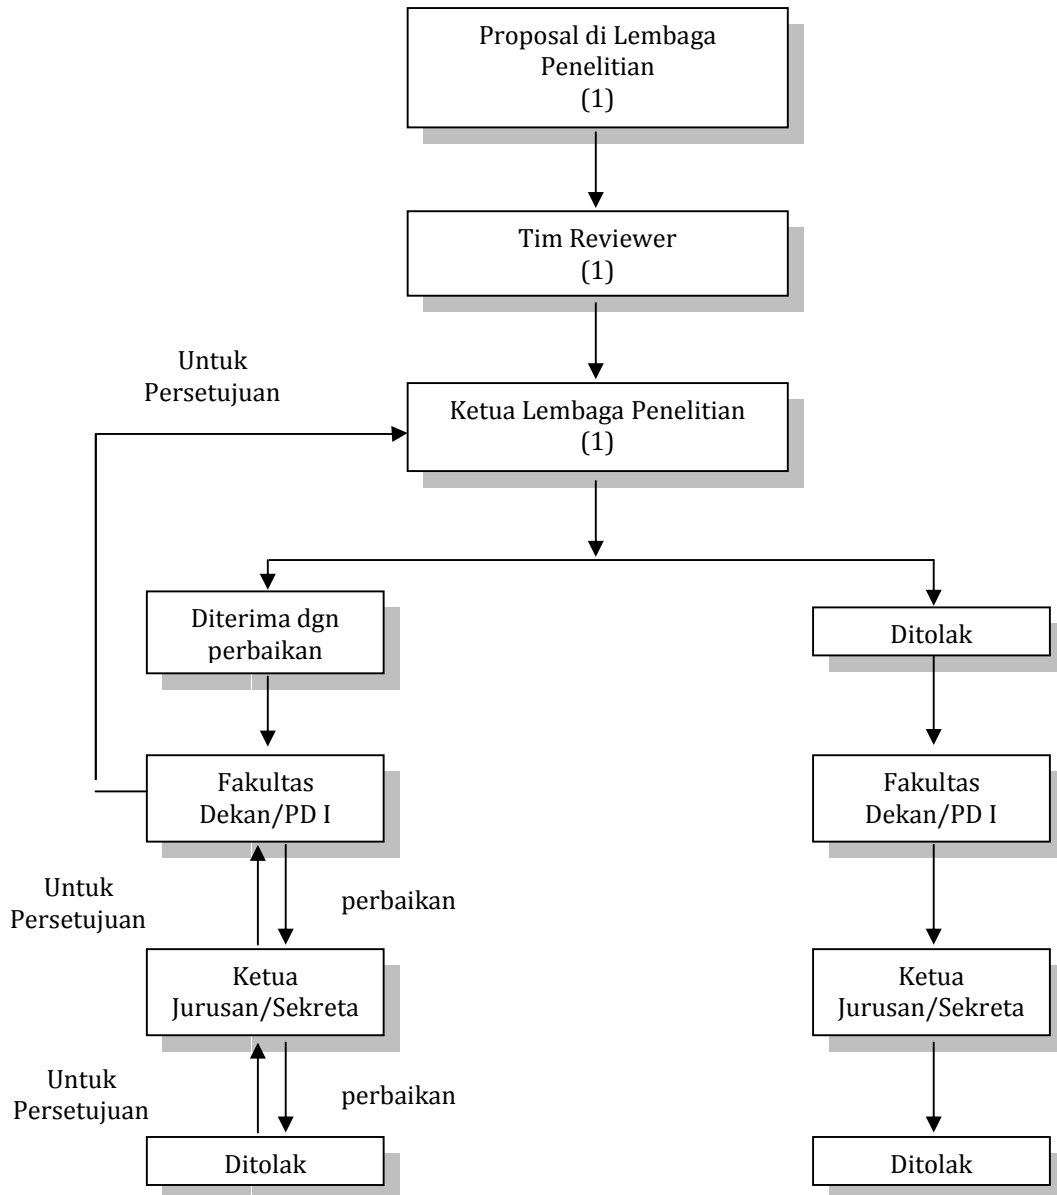 Proposal di Lembaga
Penelitian
(1)
Tim Reviewer
(1)
Untuk
Persetujuan
Ketua Lembaga Penelitian
(1)
Diterima dgn
perbaikan
Ditolak
Fakultas
Dekan/PD I
Fakultas
Dekan/PD I
Untuk
Persetujuan
perbaikan
Ketua
Jurusan/Sekreta
Ketua
Jurusan/Sekreta
Untuk
Persetujuan
perbaikan
Ditolak
Ditolak